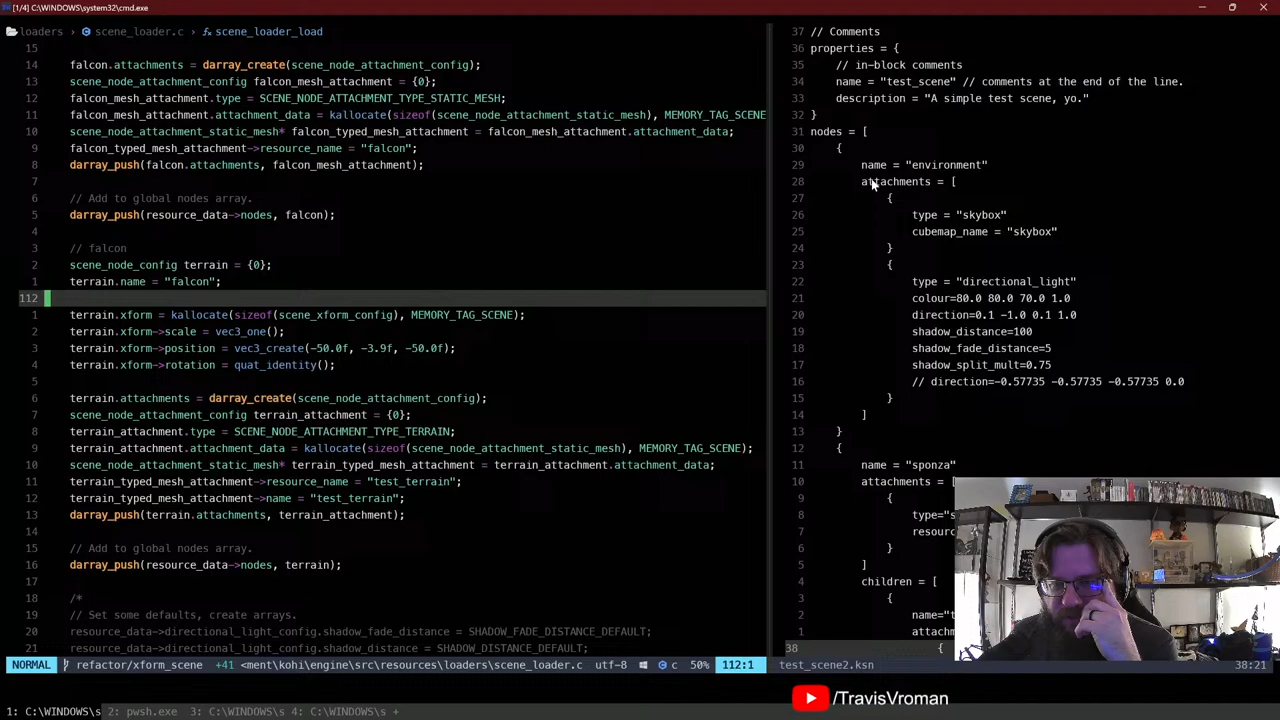 [1/4] C:\WINDOWS\system32\cmd.exe
loaders › scene_loader.c › scene_loader_load
15
14 falcon.attachments = darray_create(scene_node_attachment_config);
13 scene_node_attachment_config falcon_mesh_attachment = {0};
12 falcon_mesh_attachment.type = SCENE_NODE_ATTACHMENT_TYPE_STATIC_MESH;
11 falcon_mesh_attachment.attachment_data = kallocate(sizeof(scene_node_attachment_static_mesh), MEMORY_TAG_SCENE
10 scene_node_attachment_static_mesh* falcon_typed_mesh_attachment = falcon_mesh_attachment.attachment_data;
9 falcon_typed_mesh_attachment->resource_name = "falcon";
8 darray_push(falcon.attachments, falcon_mesh_attachment);
7
6 // Add to global nodes array.
5 darray_push(resource_data->nodes, falcon);
4
3 // falcon
2 scene_node_config terrain = {0};
1 terrain.name = "falcon";
112
1 terrain.xform = kallocate(sizeof(scene_xform_config), MEMORY_TAG_SCENE);
2 terrain.xform->scale = vec3_one();
3 terrain.xform->position = vec3_create(-50.0f, -3.9f, -50.0f);
4 terrain.xform->rotation = quat_identity();
5
6 terrain.attachments = darray_create(scene_node_attachment_config);
7 scene_node_attachment_config terrain_attachment = {0};
8 terrain_attachment.type = SCENE_NODE_ATTACHMENT_TYPE_TERRAIN;
9 terrain_attachment.attachment_data = kallocate(sizeof(scene_node_attachment_static_mesh), MEMORY_TAG_SCENE);
10 scene_node_attachment_static_mesh* terrain_typed_mesh_attachment = terrain_attachment.attachment_data;
11 terrain_typed_mesh_attachment->resource_name = "test_terrain";
12 terrain_typed_mesh_attachment->name = "test_terrain";
13 darray_push(terrain.attachments, terrain_attachment);
14
15 // Add to global nodes array.
16 darray_push(resource_data->nodes, terrain);
17
18 /*
19 // Set some defaults, create arrays.
20 resource_data->directional_light_config.shadow_fade_distance = SHADOW_FADE_DISTANCE_DEFAULT;
21 resource_data->directional_light_config.shadow_distance = SHADOW_DISTANCE_DEFAULT;
37 // Comments
36 properties = {
35 // in-block comments
34 name = "test_scene" // comments at the end of the line.
33 description = "A simple test scene, yo."
32 }
31 nodes = [
30 {
29 name = "environment"
28 attachments = [
27 {
26 type = "skybox"
25 cubemap_name = "skybox"
24 }
23 {
22 type = "directional_light"
21 colour=80.0 80.0 70.0 1.0
20 direction=0.1 -1.0 0.1 1.0
19 shadow_distance=100
18 shadow_fade_distance=5
17 shadow_split_mult=0.75
16 // direction=-0.57735 -0.57735 -0.57735 0.0
15 }
14 ]
13 }
12 {
11 name = "sponza"
10 attachments = [
9 {
8 type="s
7 resour
6 }
5 ]
4 children = [
3 {
2 name="t
1 attachm
38 {
NORMAL refactor/xform_scene +41 <ment\kohi\engine\src\resources\loaders\scene_loader.c utf-8 c 50% 112:1
test_scene2.ksn 38:21
/TravisVroman
1: C:\WINDOWS\s 2: pwsh.exe 3: C:\WINDOWS\s 4: C:\WINDOWS\s +